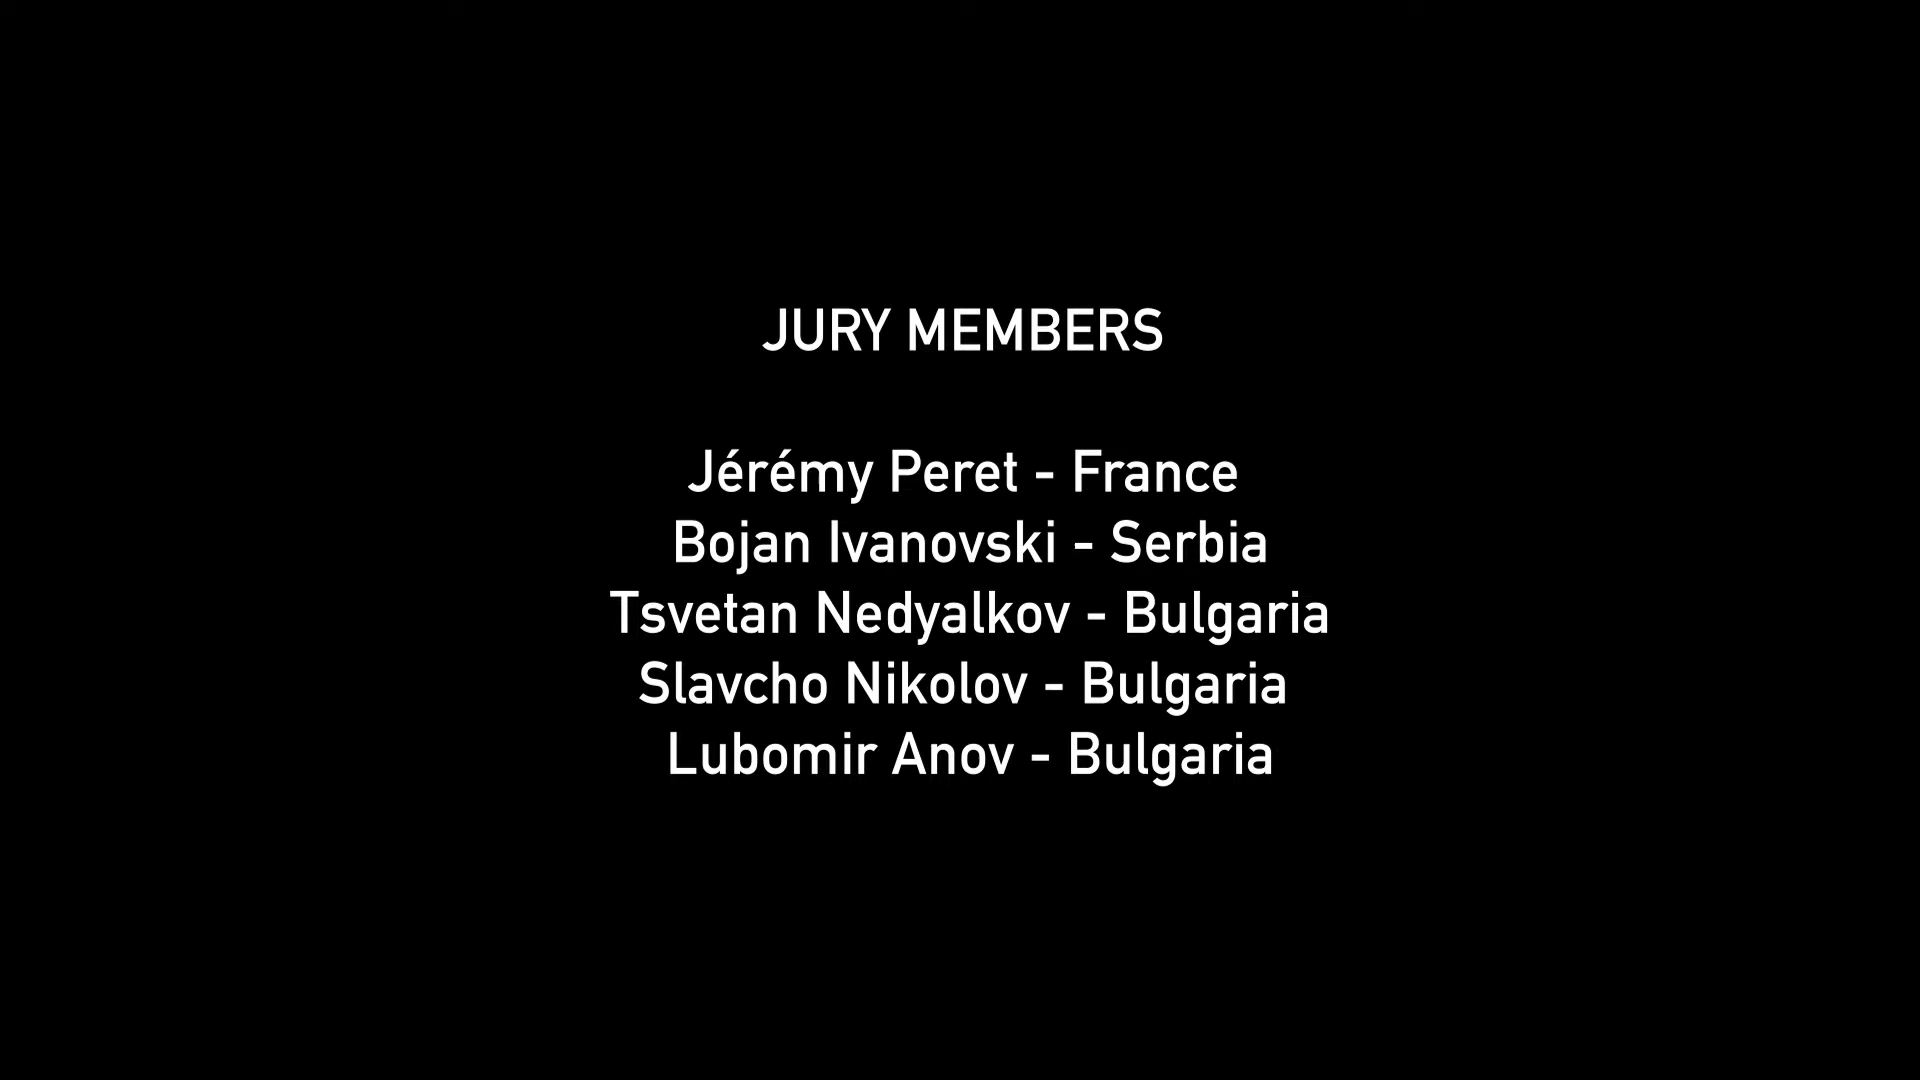 JURY MEMBERS
Jérémy Peret - France
Bojan Ivanovski - Serbia
Tsvetan Nedyalkov - Bulgaria
Slavcho Nikolov - Bulgaria
Lubomir Anov - Bulgaria